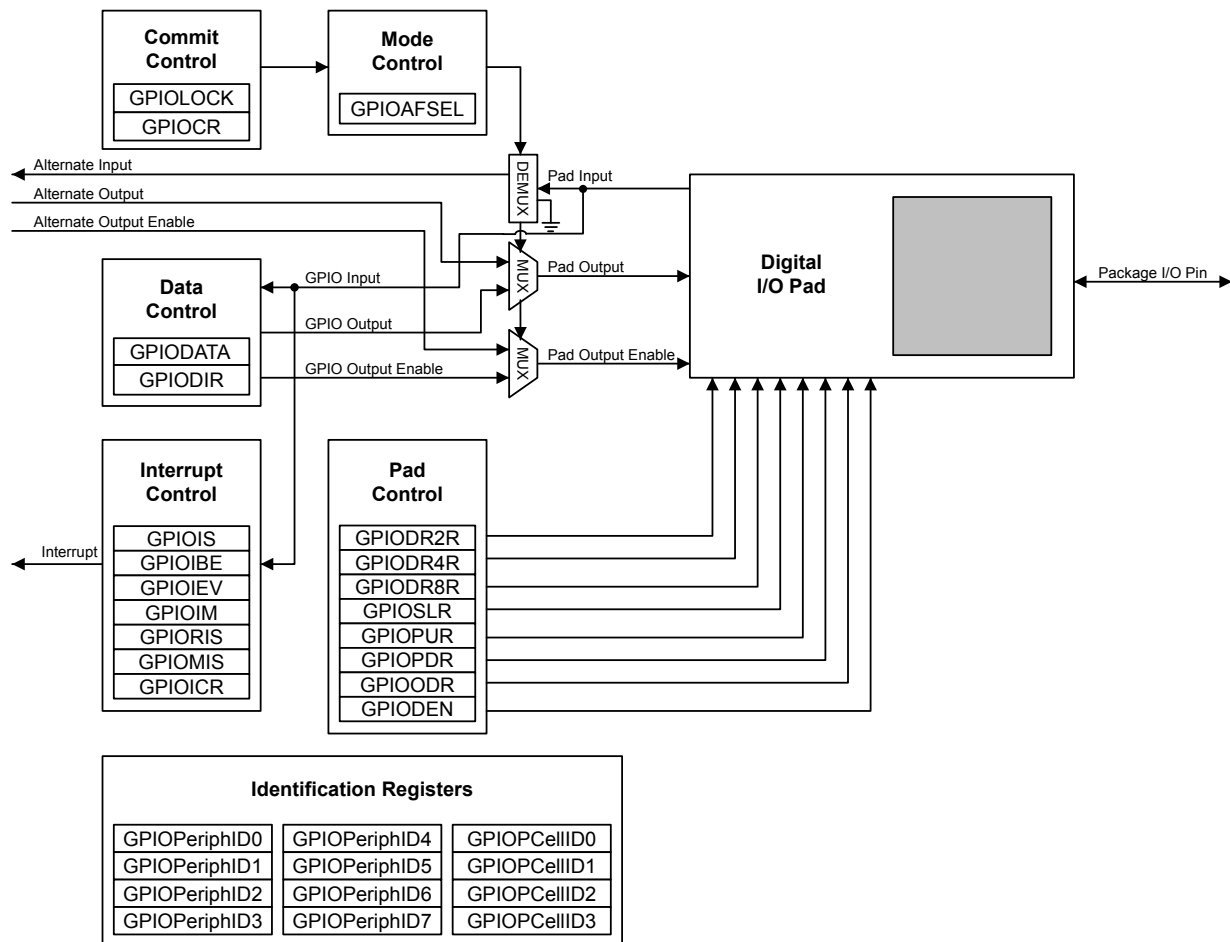 Commit
Control
GPIOLOCK
GPIOCR
Mode
Control
GPIOAFSEL
Alternate Input
Alternate Output
Alternate Output Enable
DEMUX
Pad Input
MUX
Pad Output
MUX
Pad Output Enable
Digital
I/O Pad
Package I/O Pin
Data
Control
GPIODATA
GPIODIR
GPIO Input
GPIO Output
GPIO Output Enable
Interrupt
Control
GPIOIS
GPIOIBE
GPIOIEV
GPIOIM
GPIORIS
GPIOMIS
GPIOICR
Interrupt
Pad
Control
GPIODR2R
GPIODR4R
GPIODR8R
GPIOSLR
GPIOPUR
GPIOPDR
GPIOODR
GPIODEN
Identification Registers
GPIOPeriphID0
GPIOPeriphID1
GPIOPeriphID2
GPIOPeriphID3
GPIOPeriphID4
GPIOPeriphID5
GPIOPeriphID6
GPIOPeriphID7
GPIOPCellID0
GPIOPCellID1
GPIOPCellID2
GPIOPCellID3